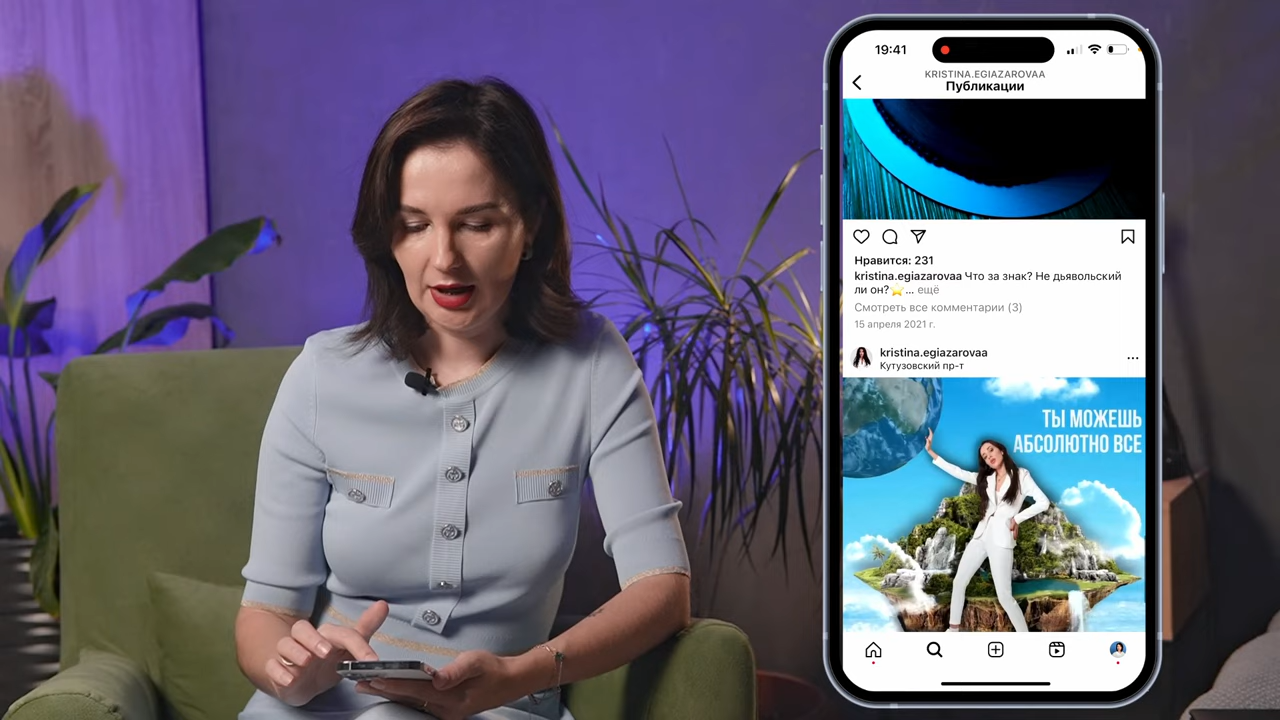 19:41
KRISTINA.EGIAZAROVAA
Публикации
Нравится: 231
kristina.egiazarovaa Что за знак? Не дьявольский
ли он?⭐... ещё
Смотреть все комментарии (3)
15 апреля 2021 г.
kristina.egiazarovaa
Кутузовский пр-т
ТЫ МОЖЕШЬ
АБСОЛЮТНО ВСЕ